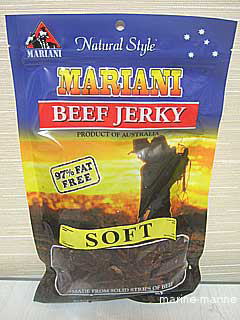 Natural Style
MARIANI
MARIANI
BEEF JERKY
PRODUCT OF AUSTRALIA
97% FAT
FREE
SOFT
MADE FROM SOLID STRIPS OF BEEF
marine-marine